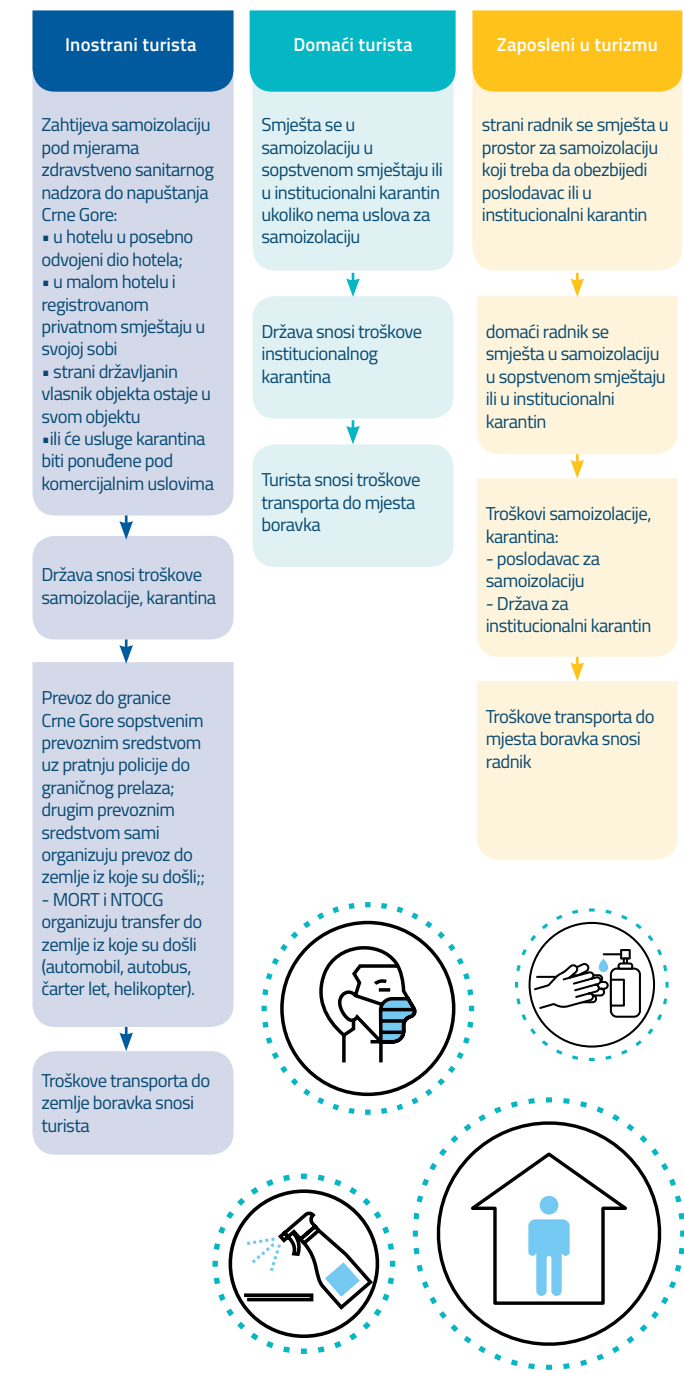 Inostrani turista
Zahtijeva samoizolaciju
pod mjerama
zdravstveno sanitarnog
nadzora do napuštanja
Crne Gore:
▪ u hotelu u posebno
odvojeni dio hotela;
▪ u malom hotelu i
registrovanom
privatnom smještaju u
svojoj sobi
▪ strani državljanin
vlasnik objekta ostaje u
svom objektu
▪ili će usluge karantina
biti ponuđene pod
komercijalnim uslovima
Država snosi troškove
samoizolacije, karantina
Prevoz do granice
Crne Gore sopstvenim
prevoznim sredstvom
uz pratnju policije do
graničnog prelaza;
drugim prevoznim
sredstvom sami
organizuju prevoz do
zemlje iz koje su došli;;
- MORT i NTOCG
organizuju transfer do
zemlje iz koje su došli
(automobil, autobus,
čarter let, helikopter).
Troškove transporta do
zemlje boravka snosi
turista
Domaći turista
Smješta se u
samoizolaciju u
sopstvenom smještaju ili
u institucionalni karantin
ukoliko nema uslova za
samoizolaciju
Država snosi troškove
institucionalnog
karantina
Turista snosi troškove
transporta do mjesta
boravka
Zaposleni u turizmu
strani radnik se smješta u
prostor za samoizolaciju
koji treba da obezbijedi
poslodavac ili u
institucionalni karantin
domaći radnik se
smješta u samoizolaciju
u sopstvenom smještaju
ili u institucionalni
karantin
Troškovi samoizolacije,
karantina:
- poslodavac za
samoizolaciju
- Država za
institucionalni karantin
Troškove transporta do
mjesta boravka snosi
radnik